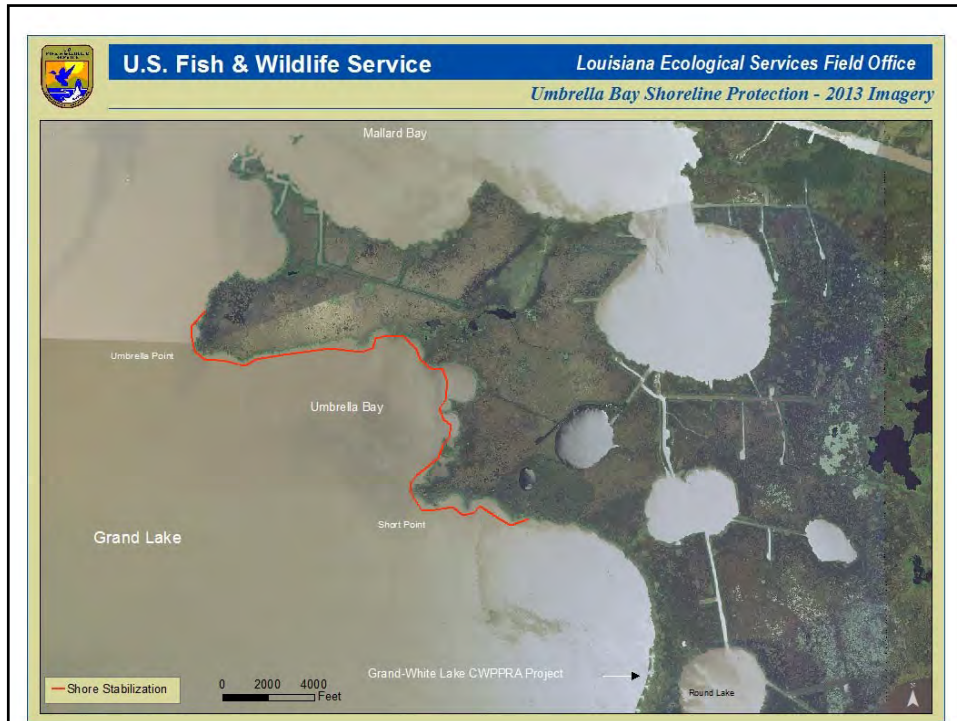 U.S. Fish & Wildlife Service
Louisiana Ecological Services Field Office
Umbrella Bay Shoreline Protection - 2013 Imagery
Mallard Bay
Umbrella Point
Umbrella Bay
Short Point
Grand Lake
Grand-White Lake CWPPRA Project
Round Lake
Shore Stabilization
0 2000 4000
Feet